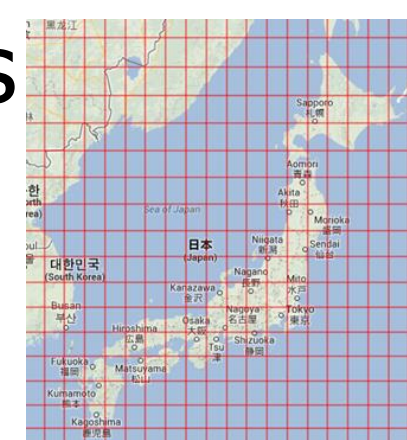 S
黑龙江
Sapporo
札幌
Aomori
青森
Akita
秋田
Morioka
盛岡
Sea of Japan
日本
(Japan)
Niigata
新潟
Sendai
仙台
대한민국
(South Korea)
Nagano
長野
Mito
水戸
Kanazawa
金沢
Busan
부산
Tokyo
東京
Nagoya
名古屋
Osaka
大阪
Hiroshima
広島
Shizuoka
静岡
Tsu
津
Fukuoka
福岡
Matsuyama
松山
Kumamoto
熊本
Kagoshima
鹿児島